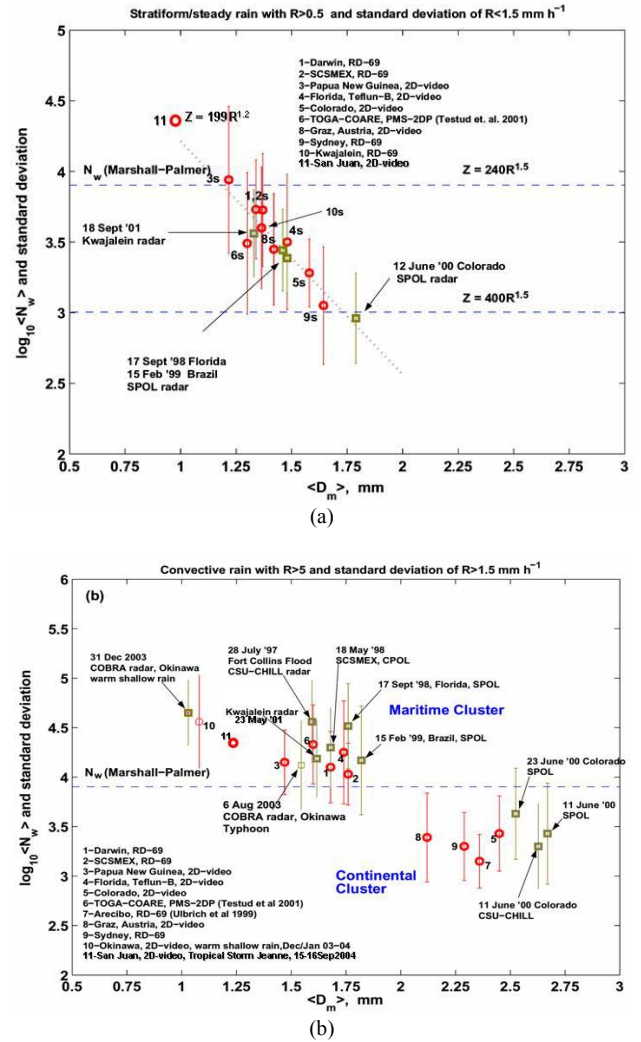 Stratiform/steady rain with R>0.5 and standard deviation of R<1.5 mm h⁻¹
5
4.5
4
3.5
3
2.5
2
log₁₀<N_w> and standard deviation
11
Z = 199R^1.2
N_w (Marshall-Palmer)
3s
1,2s
10s
18 Sept '01
Kwajalein radar
6s
8s
4s
5s
9s
17 Sept '98 Florida
15 Feb '99 Brazil
SPOL radar
12 June '00 Colorado
SPOL radar
Z = 240R^1.5
Z = 400R^1.5
1-Darwin, RD-69
2-SCSMEX, RD-69
3-Papua New Guinea, 2D-video
4-Florida, Teflun-B, 2D-video
5-Colorado, 2D-video
6-TOGA-COARE, PMS-2DP (Testud et. al. 2001)
8-Graz, Austria, 2D-video
9-Sydney, RD-69
10-Kwajalein, RD-69
11-San Juan, 2D-video
0.5 1 1.25 1.5 1.75 2 2.25 2.5 2.75 3
<D_m>, mm
(a)
Convective rain with R>5 and standard deviation of R>1.5 mm h⁻¹
(b)
6
5.5
5
4.5
4
3.5
3
2.5
2
log₁₀<N_w> and standard deviation
31 Dec 2003
COBRA radar, Okinawa
warm shallow rain
10
11
28 July '97
Fort Collins Flood
CSU-CHILL radar
Kwajalein radar
23 May '01
18 May '98
SCSMEX, CPOL
17 Sept '98, Florida, SPOL
Maritime Cluster
15 Feb '99, Brazil, SPOL
3
6
1
4
2
N_w (Marshall-Palmer)
6 Aug 2003
COBRA radar, Okinawa
Typhoon
23 June '00 Colorado
SPOL
11 June '00
SPOL
8
9
7
5
Continental
Cluster
11 June '00 Colorado
CSU-CHILL
1-Darwin, RD-69
2-SCSMEX, RD-69
3-Papua New Guinea, 2D-video
4-Florida, Teflun-B, 2D-video
5-Colorado, 2D-video
6-TOGA-COARE, PMS-2DP (Testud et al 2001)
7-Arecibo, RD-69 (Ulbrich et al 1999)
8-Graz, Austria, 2D-video
9-Sydney, RD-69
10-Okinawa, 2D-video, warm shallow rain,Dec/Jan 03-04
11-San Juan, 2D-video, Tropical Storm Jeanne, 15-16Sep2004
0.5 0.75 1 1.25 1.5 1.75 2 2.25 2.5 2.75 3
<D_m>, mm
(b)